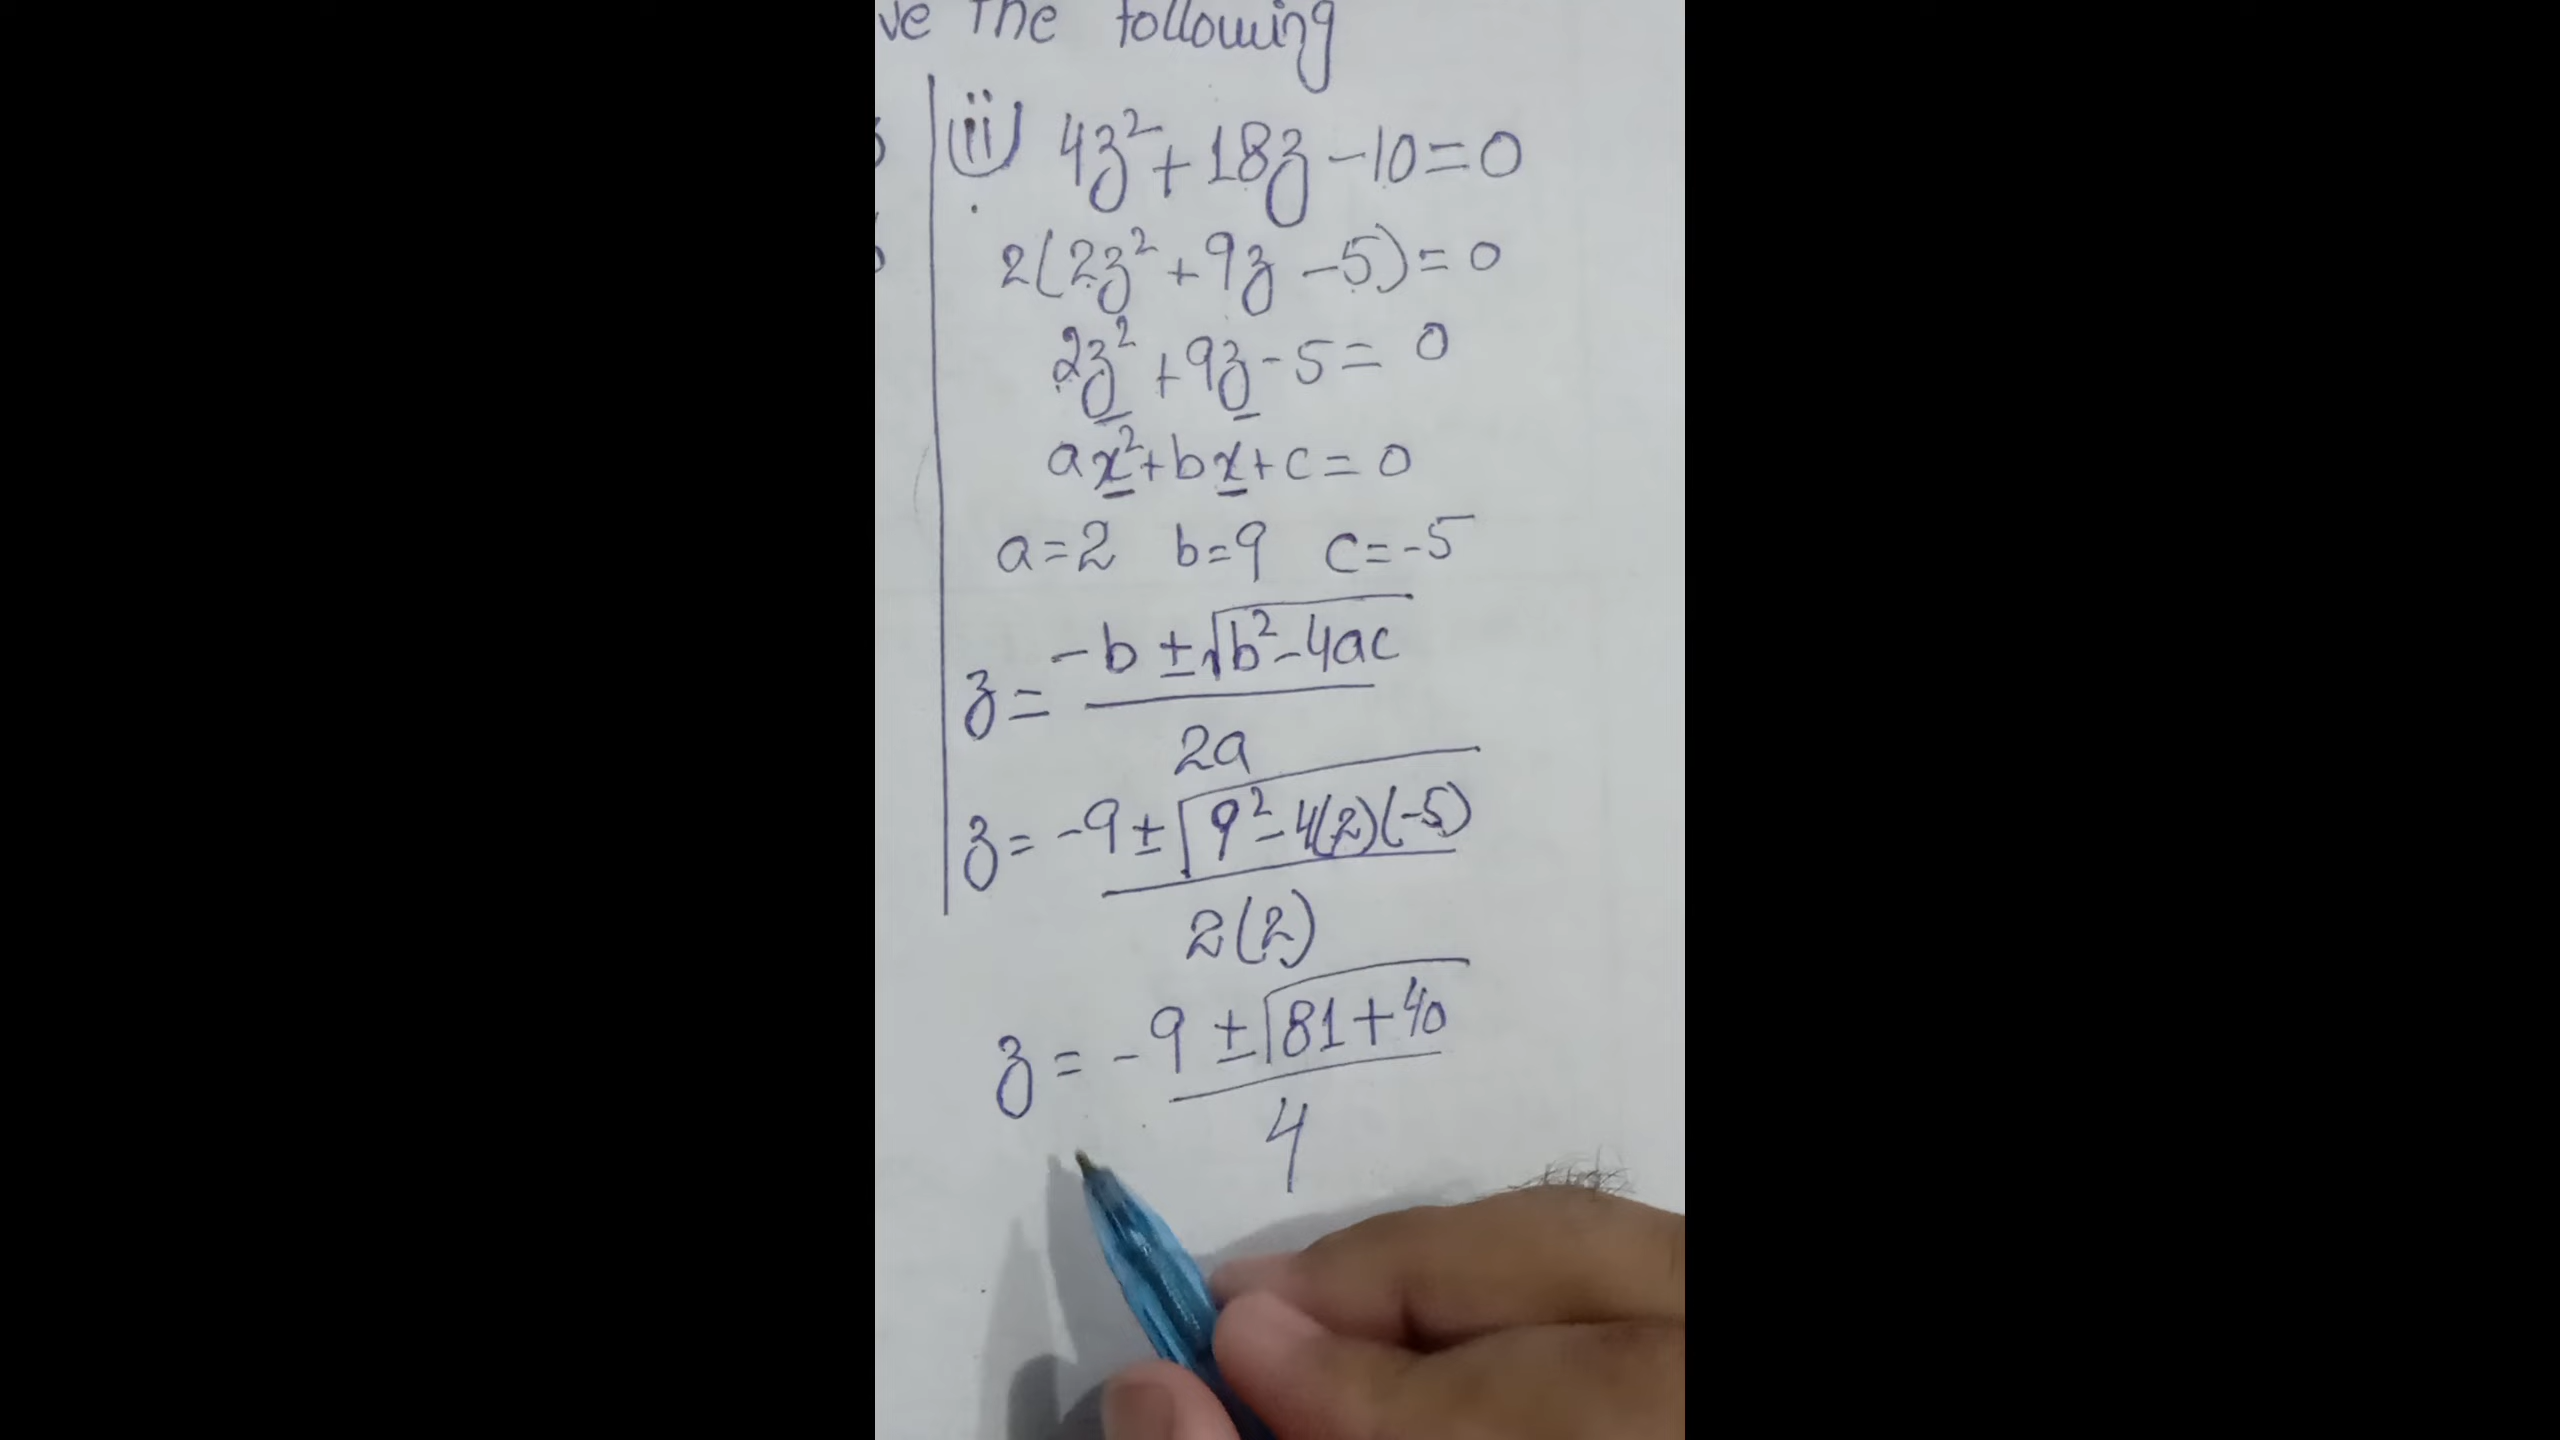 ve the following
(ii) 4z²+18z-10=0
2(2z²+9z-5)=0
2z²+9z-5=0
ax²+bx+c=0
a=2 b=9 c=-5
z=-b±√b²-4ac
2a
z=-9±√9²-4(2)(-5)
2(2)
z=-9±√81+40
4